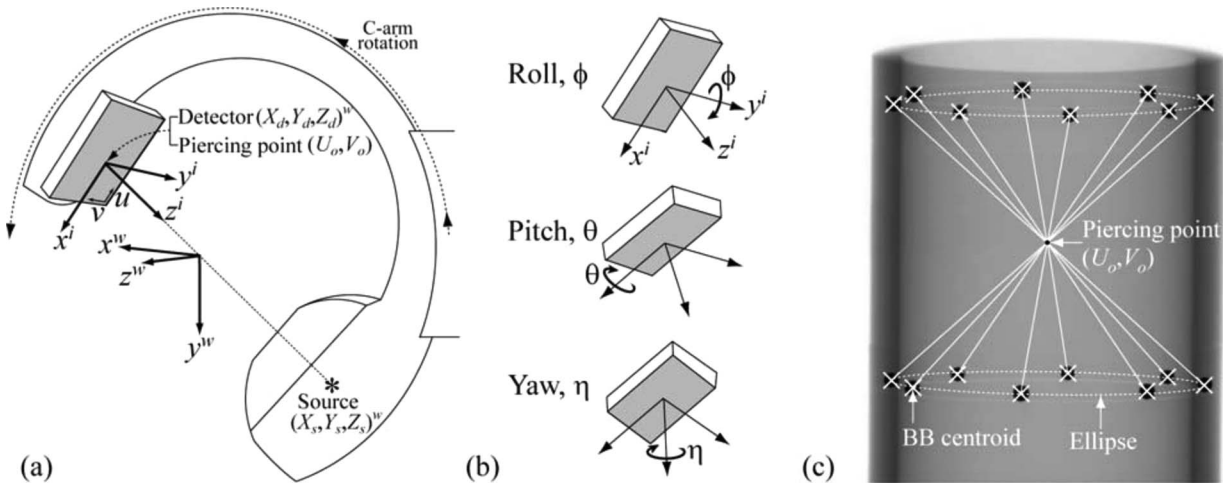 C-arm
rotation
Detector (X_d,Y_d,Z_d)^w
Piercing point (U_o,V_o)
y^i
u
v
z^i
x^i
x^w
z^w
y^w
*
Source
(X_s,Y_s,Z_s)^w
(a)
Roll, ϕ
ϕ
y^i
x^i
z^i
Pitch, θ
θ
Yaw, η
η
(b)
Piercing point
(U_o,V_o)
BB centroid
Ellipse
(c)